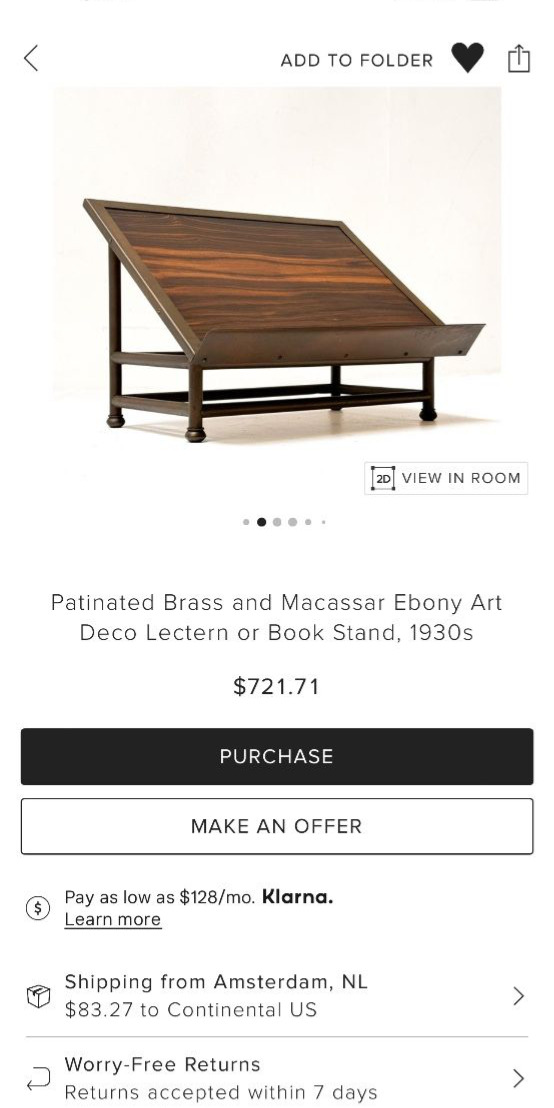 ADD TO FOLDER
2D VIEW IN ROOM
Patinated Brass and Macassar Ebony Art
Deco Lectern or Book Stand, 1930s
$721.71
PURCHASE
MAKE AN OFFER
$ Pay as low as $128/mo. Klarna.
Learn more
Shipping from Amsterdam, NL
$83.27 to Continental US
Worry-Free Returns
Returns accepted within 7 days